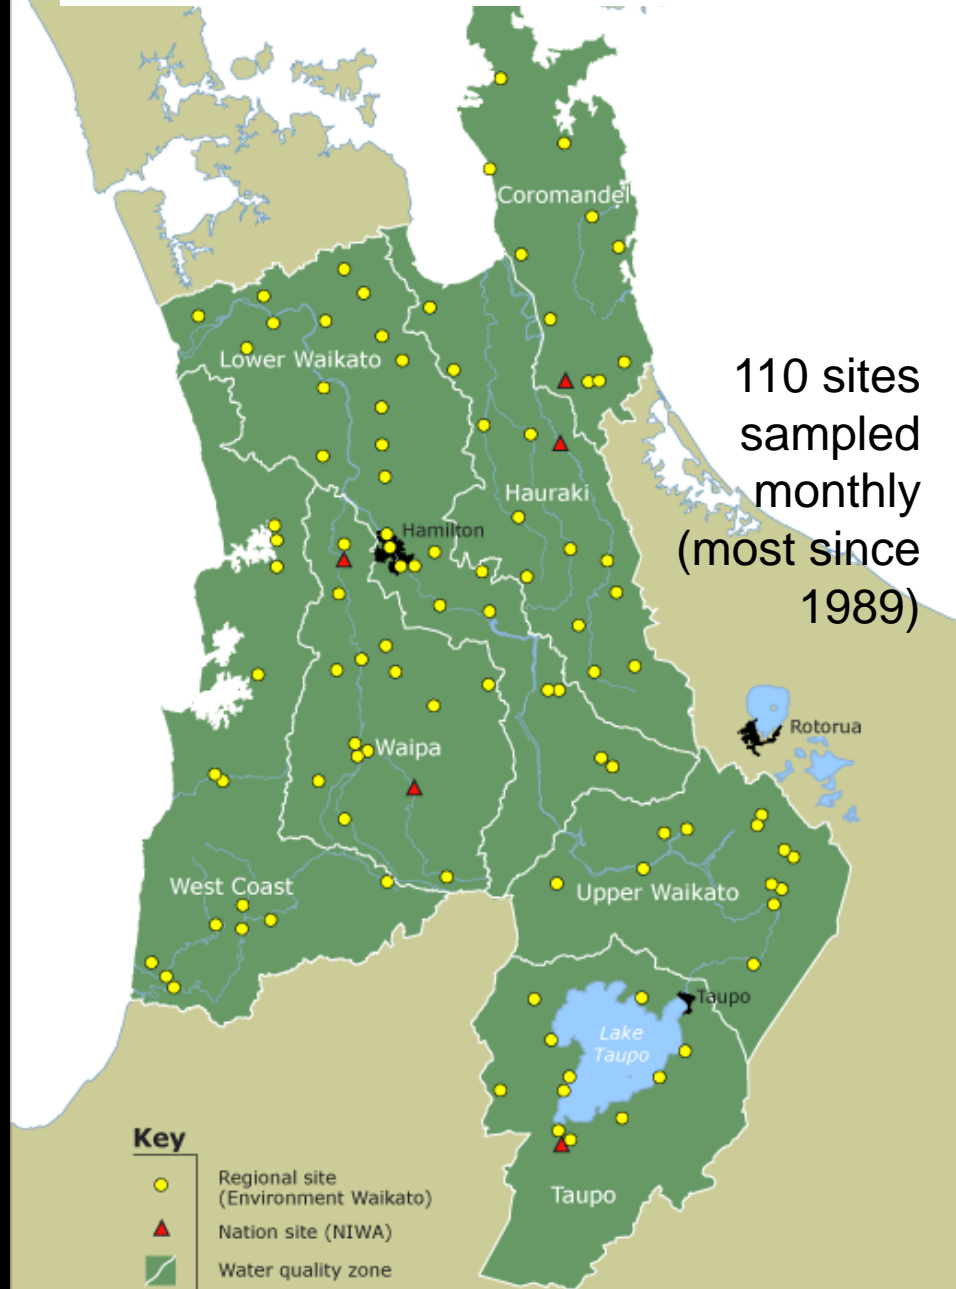 Coromandel
Lower Waikato
110 sites
sampled
monthly
(most since
1989)
Hauraki
Hamilton
Rotorua
Waipa
West Coast
Upper Waikato
Taupo
Lake
Taupo
Taupo
Key
Regional site
(Environment Waikato)
Nation site (NIWA)
Water quality zone